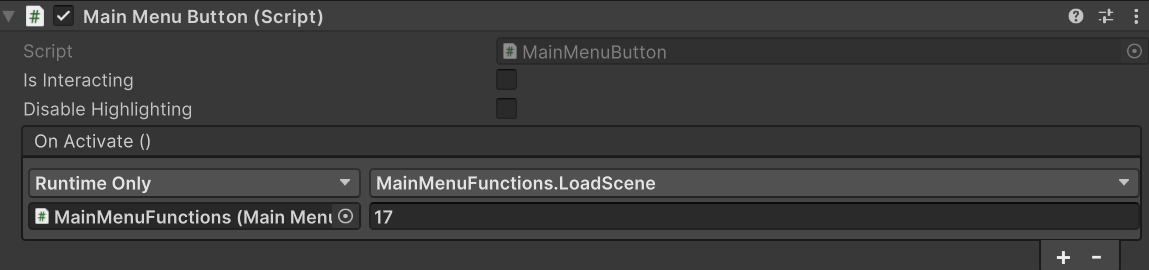 Main Menu Button (Script)
Script
MainMenuButton
Is Interacting
Disable Highlighting
On Activate ()
Runtime Only
MainMenuFunctions.LoadScene
MainMenuFunctions (Main Menu
17
+ -